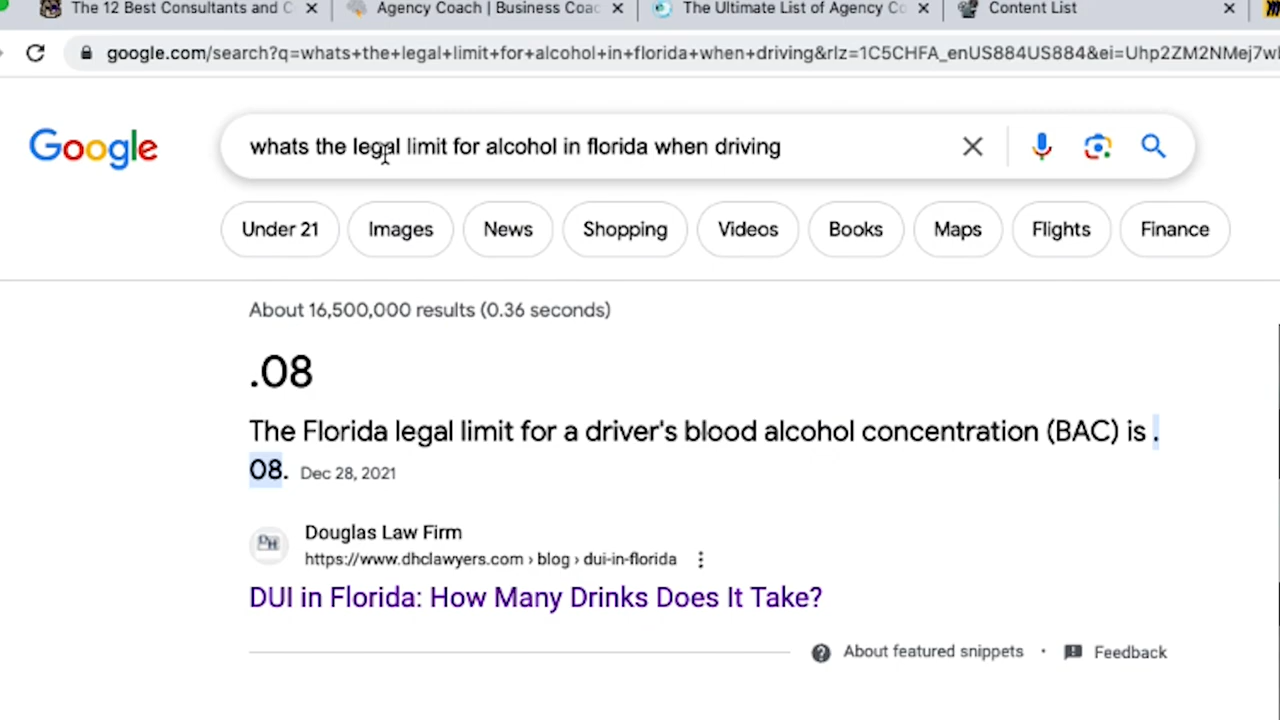 The 12 Best Consultants and C
Agency Coach | Business Coac
The Ultimate List of Agency Co
Content List
google.com/search?q=whats+the+legal+limit+for+alcohol+in+florida+when+driving&rlz=1C5CHFA_enUS884US884&ei=Uhp2ZM2NMej7w
Google
whats the legal limit for alcohol in florida when driving
Under 21 Images News Shopping Videos Books Maps Flights Finance
About 16,500,000 results (0.36 seconds)
.08
The Florida legal limit for a driver's blood alcohol concentration (BAC) is .
08. Dec 28, 2021
Douglas Law Firm
https://www.dhclawyers.com › blog › dui-in-florida
DUI in Florida: How Many Drinks Does It Take?
About featured snippets • Feedback